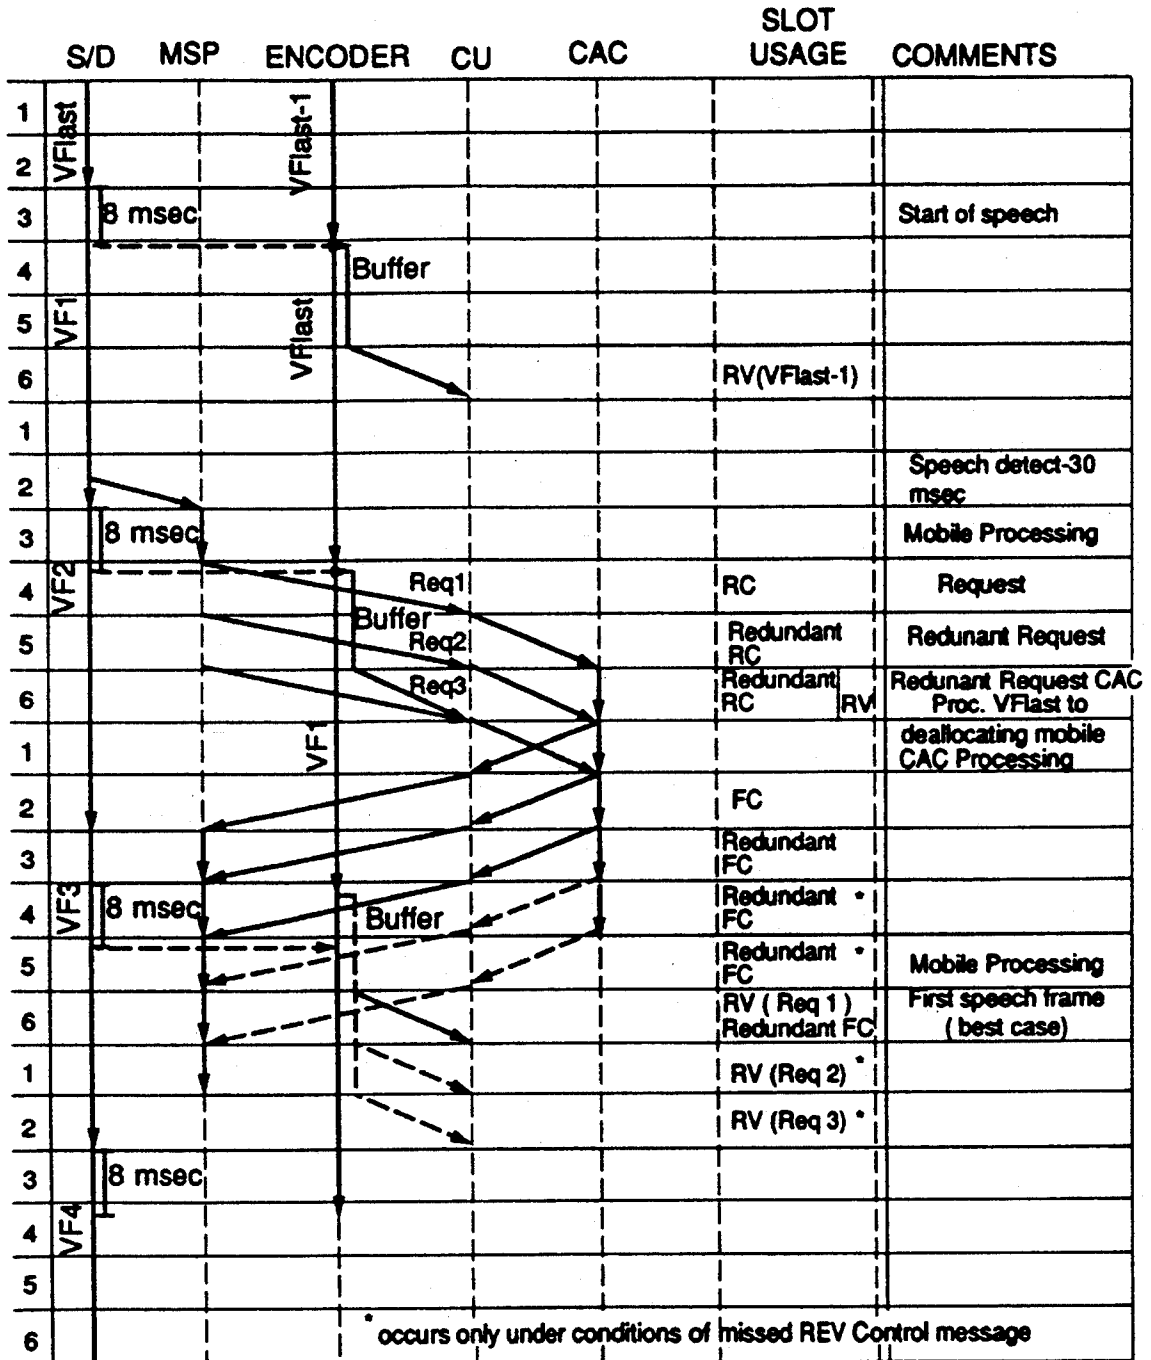 SLOT
S/D MSP ENCODER CU CAC USAGE COMMENTS
1 VFlast VFlast-1
2
3 8 msec Start of speech
4 Buffer
5 VF1 VFlast
6 RV(VFlast-1)
1
2 Speech detect-30
msec
3 8 msec Mobile Processing
4 VF2 Req1 RC Request
Buffer
5 Req2 Redundant Redunant Request
RC
6 Req3 Redundant RV Redunant Request CAC
RC Proc. VFlast to
1 VF1 deallocating mobile
CAC Processing
2 FC
3 Redundant
FC
4 VF3 8 msec Buffer Redundant *
FC
5 Redundant * Mobile Processing
FC
6 RV ( Req 1 ) First speech frame
Redundant FC ( best case)
1 RV (Req 2) *
2 RV (Req 3) *
3 8 msec
4 VF4
5
6 * occurs only under conditions of missed REV Control message